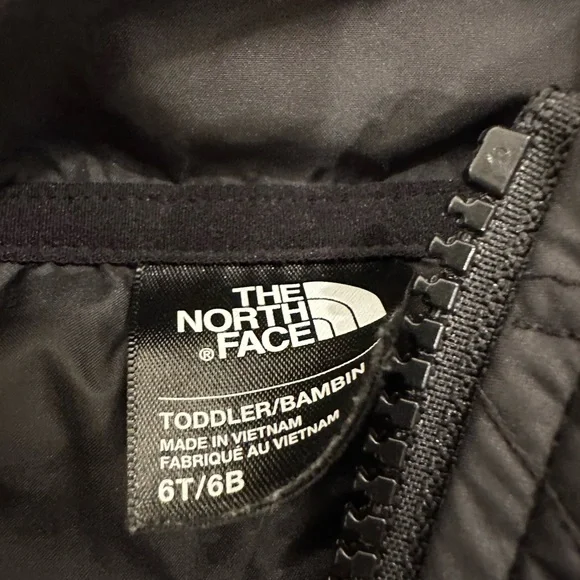 THE
NORTH
® FACE
TODDLER/BAMBIN
MADE IN VIETNAM
FABRIQUÉ AU VIETNAM
6T/6B